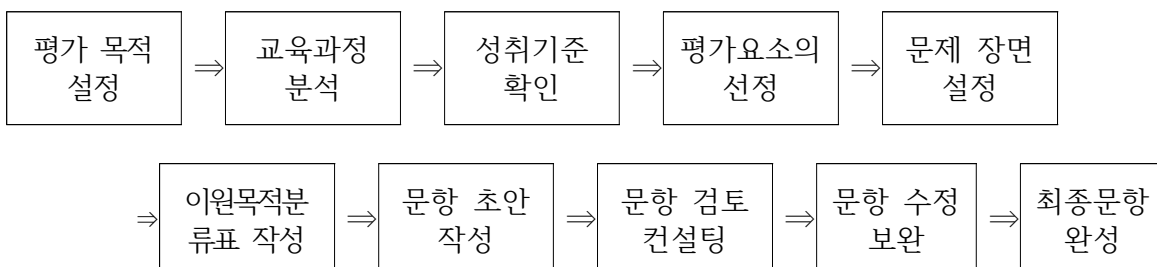 평가 목적 ⇒ 교육과정 ⇒ 성취기준 ⇒ 평가요소의 ⇒ 문제 장면
설정 분석 확인 선정 설정
⇒ 이원목적분 ⇒ 문항 초안 ⇒ 문항 검토 ⇒ 문항 수정 ⇒ 최종문항
류표 작성 작성 컨설팅 보완 완성